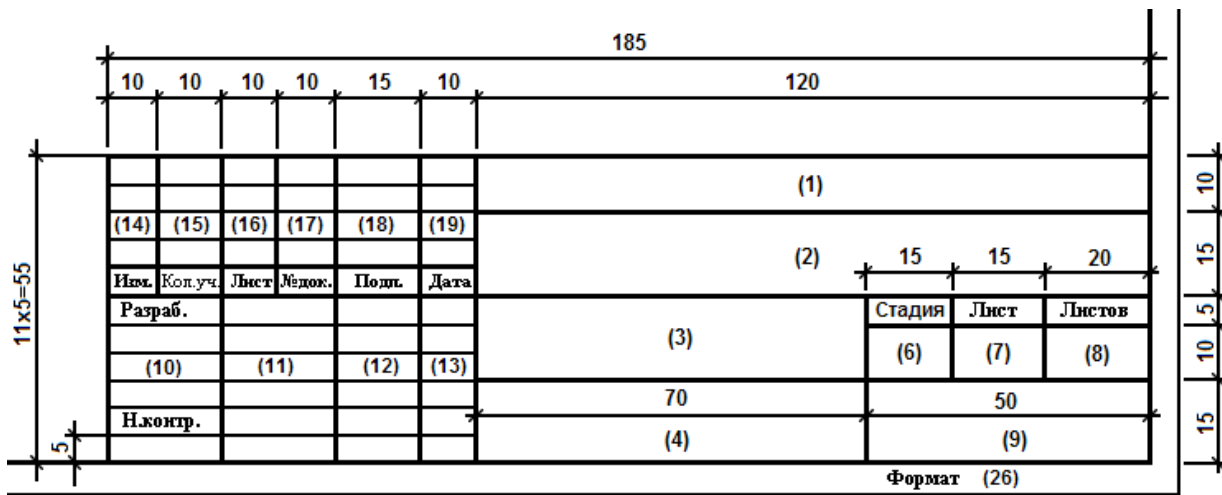 185
10 10 10 10 15 10 120
(1)
10
(14) (15) (16) (17) (18) (19)
(2) 15 15 20
15
Изм. Кол.уч. Лист №док. Подп. Дата
11х5=55
Разраб. Стадия Лист Листов
5
(3)
(6) (7) (8)
10
(10) (11) (12) (13)
70 50
Н.контр.
15
(4) (9)
5
Формат (26)